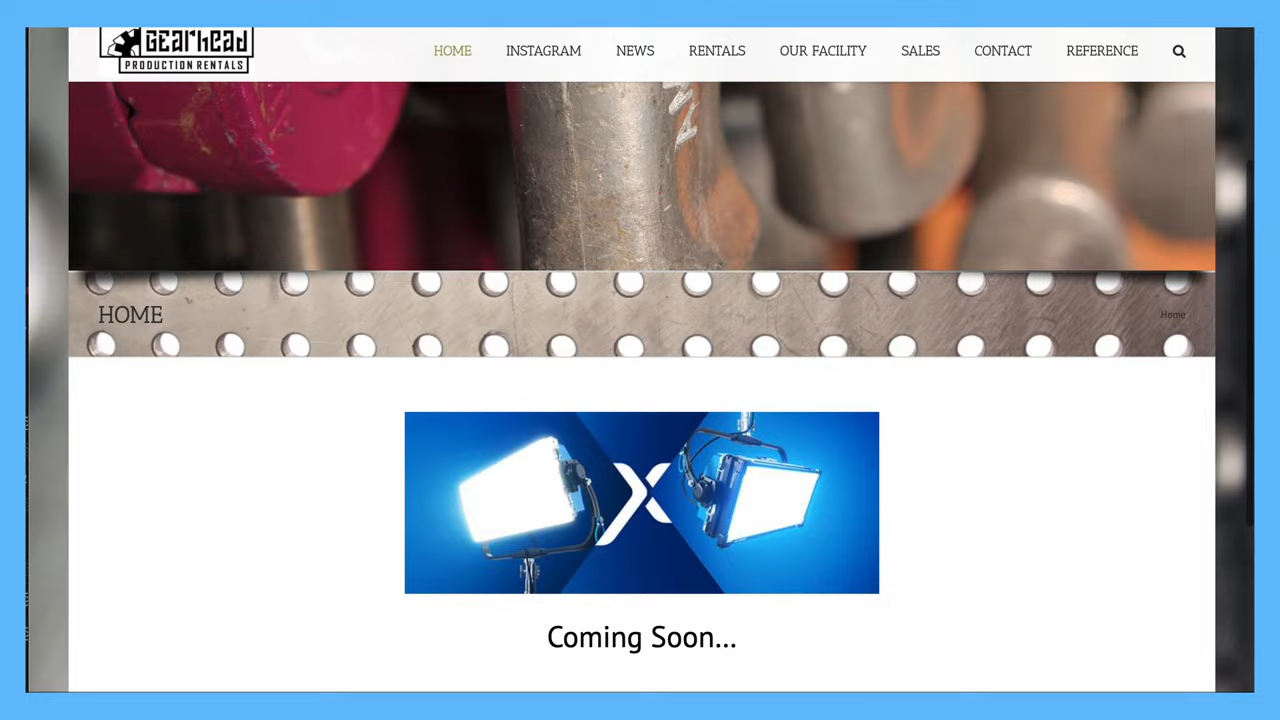 Gearhead
PRODUCTION RENTALS
HOME INSTAGRAM NEWS RENTALS OUR FACILITY SALES CONTACT REFERENCE
HOME
Home
X
Coming Soon...